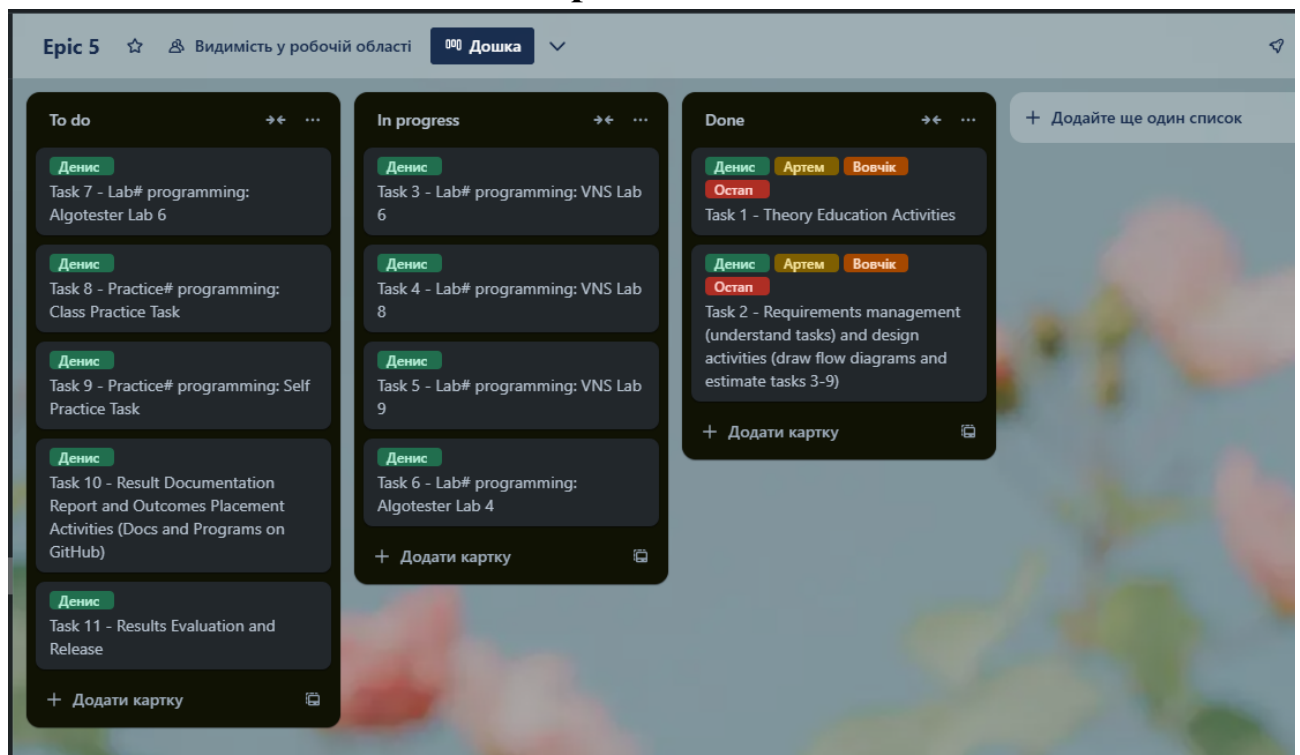 Epic 5 Видимість у робочій області Дошка
To do
Денис
Task 7 - Lab# programming:
Algotester Lab 6
Денис
Task 8 - Practice# programming:
Class Practice Task
Денис
Task 9 - Practice# programming: Self
Practice Task
Денис
Task 10 - Result Documentation
Report and Outcomes Placement
Activities (Docs and Programs on
GitHub)
Денис
Task 11 - Results Evaluation and
Release
+ Додати картку
In progress
Денис
Task 3 - Lab# programming: VNS Lab
6
Денис
Task 4 - Lab# programming: VNS Lab
8
Денис
Task 5 - Lab# programming: VNS Lab
9
Денис
Task 6 - Lab# programming:
Algotester Lab 4
+ Додати картку
Done
Денис Артем Вовчік
Остап
Task 1 - Theory Education Activities
Денис Артем Вовчік
Остап
Task 2 - Requirements management
(understand tasks) and design
activities (draw flow diagrams and
estimate tasks 3-9)
+ Додати картку
+ Додайте ще один список